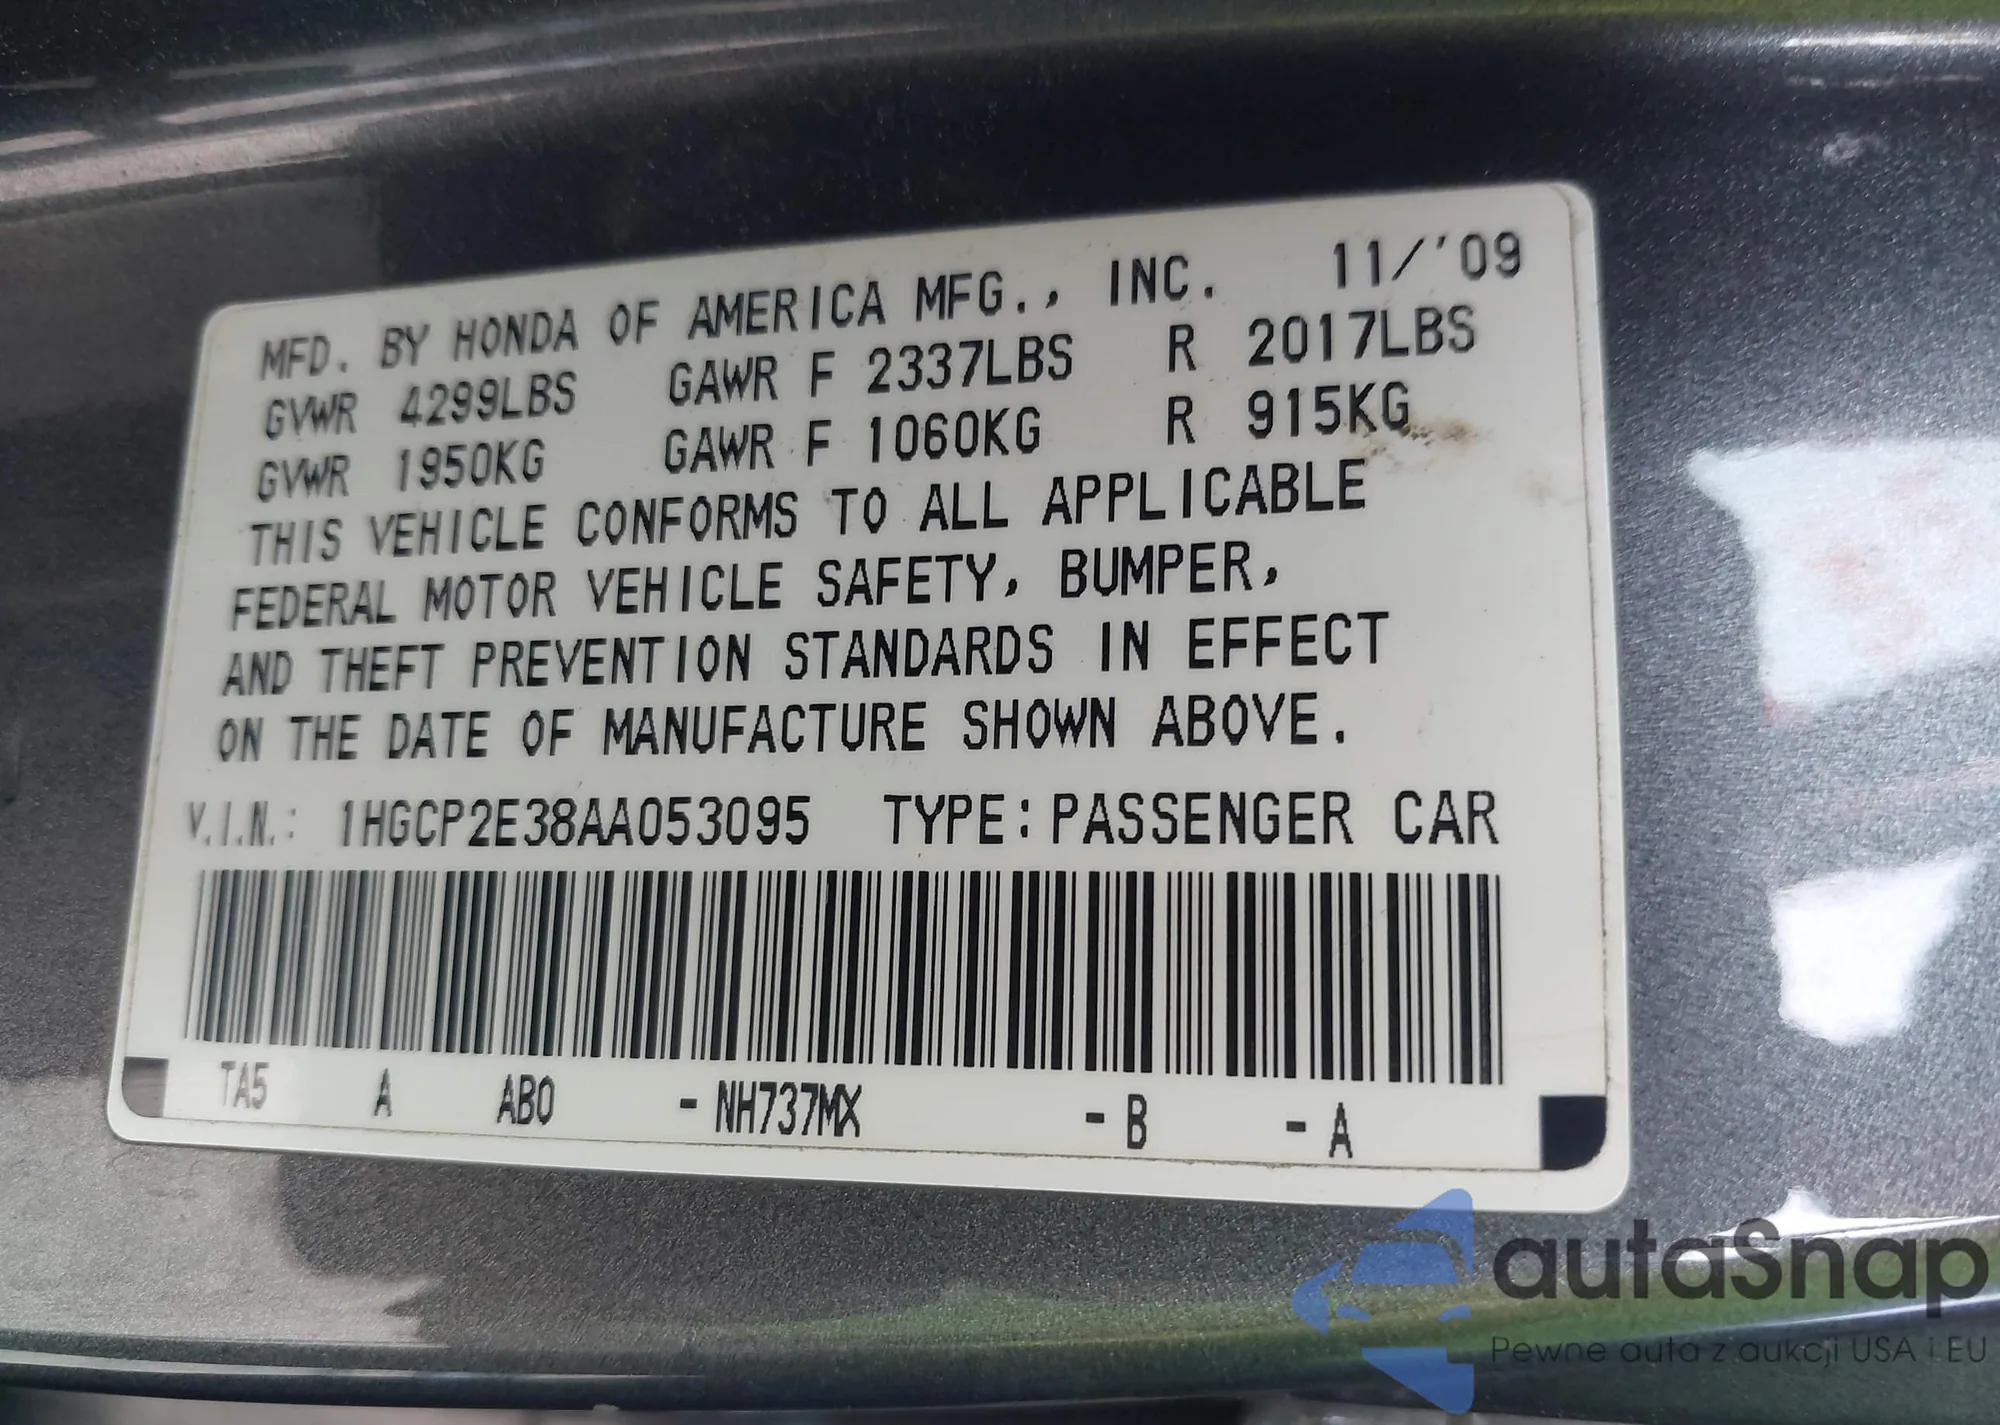 MFD. BY HONDA OF AMERICA MFG., INC. 11/'09
GVWR 4299LBS GAWR F 2337LBS R 2017LBS
GVWR 1950KG GAWR F 1060KG R 915KG
THIS VEHICLE CONFORMS TO ALL APPLICABLE
FEDERAL MOTOR VEHICLE SAFETY, BUMPER,
AND THEFT PREVENTION STANDARDS IN EFFECT
ON THE DATE OF MANUFACTURE SHOWN ABOVE.
V.I.N.: 1HGCP2E38AA053095 TYPE: PASSENGER CAR
TA5 A AB0 - NH737MX - B - A
autaSnap
Pewne auta z aukcji USA i EU